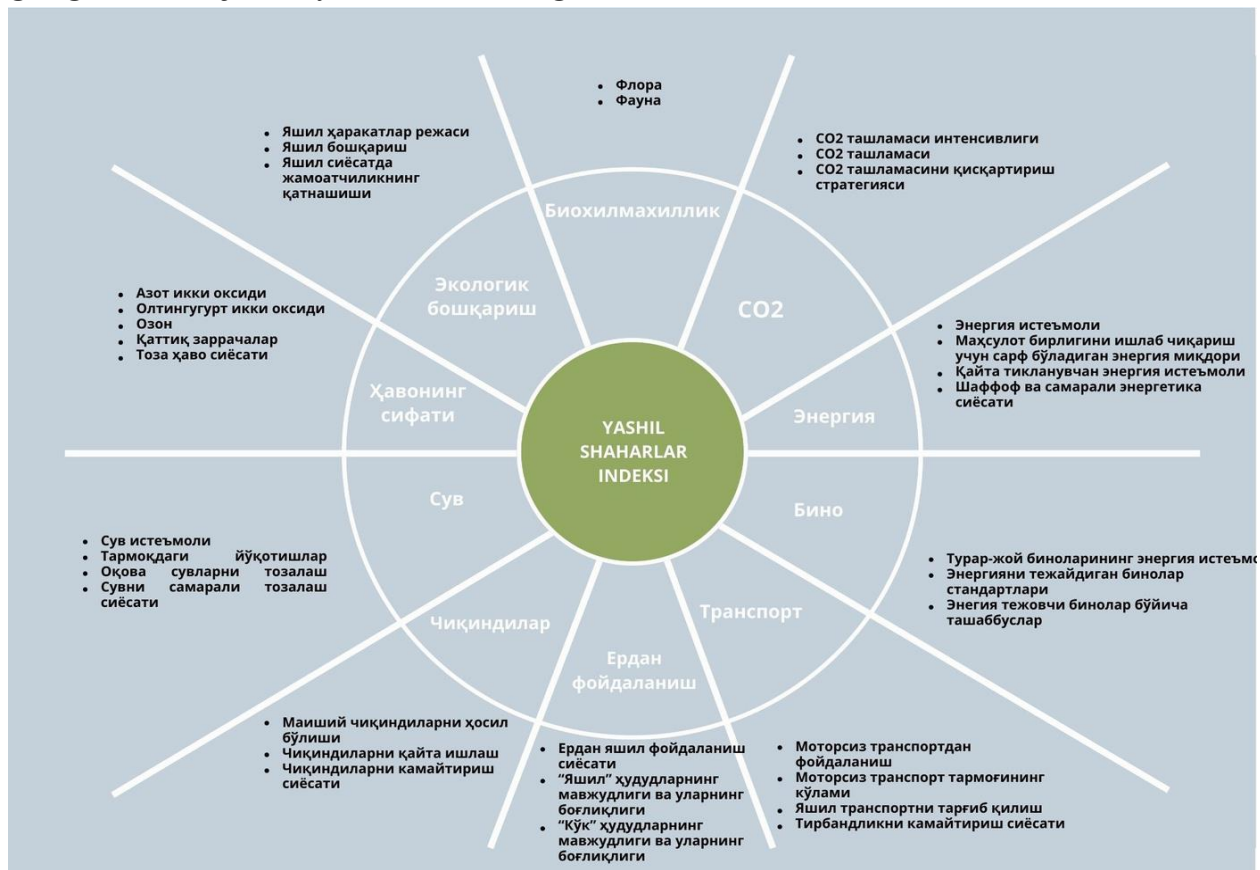 Флора
Фауна
Яшил ҳаракатлар режаси
Яшил бошқариш
Яшил сиёсатда
жамоатчиликнинг
қатнашиши
СО2 ташламаси интенсивлиги
СО2 ташламаси
СО2 ташламасини қисқартириш
стратегияси
Биохилмахиллик
Экологик
бошқариш
СО2
Азот икки оксиди
Олтингугурт икки оксиди
Озон
Қаттиқ заррачалар
Тоза ҳаво сиёсати
Энергия истеъмоли
Маҳсулот бирлигини ишлаб чиқариш
учун сарф бўладиган энергия миқдори
Қайта тикланувчан энергия истеъмоли
Шаффоф ва самарали энергетика
сиёсати
Ҳавонинг
сифати
Энергия
YASHIL
SHAHARLAR
INDEKSI
Сув
Бино
Сув истеъмоли
Тармоқдаги йўқотишлар
Оқова сувларни тозалаш
Сувни самарали тозалаш
сиёсати
Турар-жой биноларининг энергия истеъмо
Энергияни тежайдиган бинолар
стандартлари
Энегия тежовчи бинолар бўйича
ташаббуслар
Чиқиндилар
Транспорт
Ердан
фойдаланиш
Маиший чиқиндиларни ҳосил
бўлиши
Чиқиндиларни қайта ишлаш
Чиқиндиларни камайтириш
сиёсати
Ердан яшил фойдаланиш
сиёсати
“Яшил” ҳудудларнинг
мавжудлиги ва уларнинг
боғлиқлиги
“Кўк” ҳудудларнинг
мавжудлиги ва уларнинг
боғлиқлиги
Моторсиз транспортдан
фойдаланиш
Моторсиз транспорт тармоғининг
кўлами
Яшил транспортни тарғиб қилиш
Тирбандликни камайтириш сиёсати